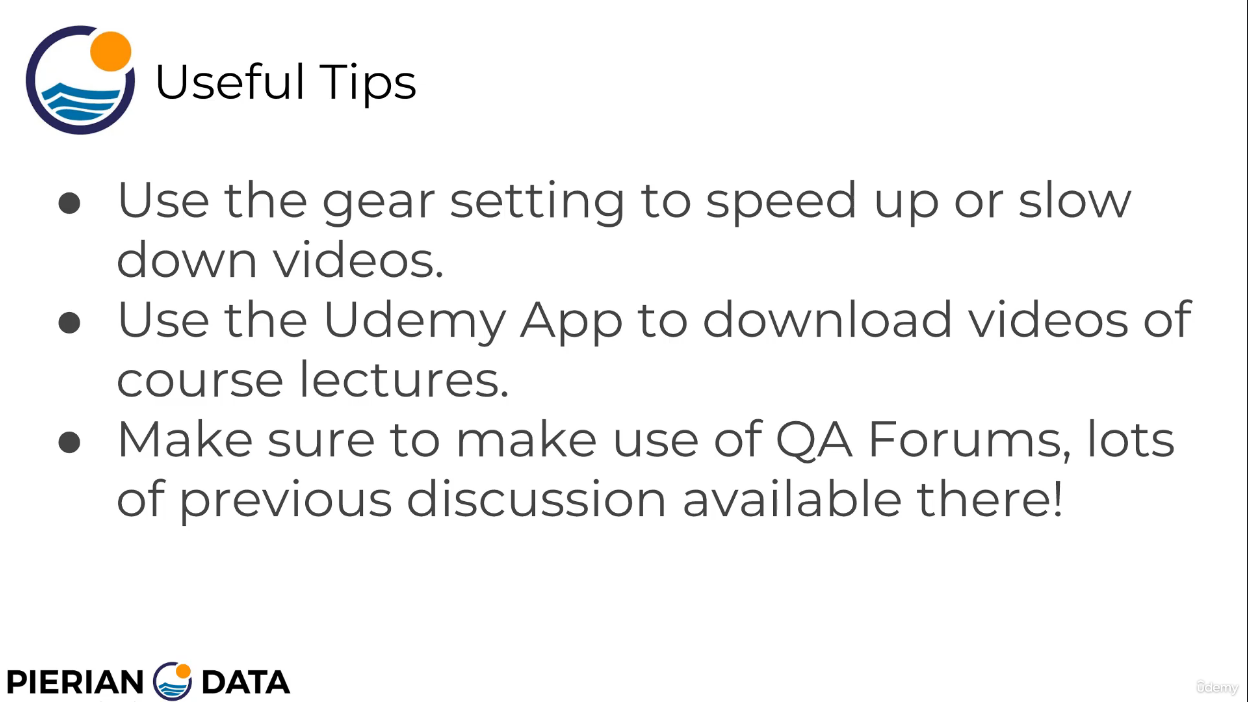 Useful Tips
● Use the gear setting to speed up or slow
down videos.
● Use the Udemy App to download videos of
course lectures.
● Make sure to make use of QA Forums, lots
of previous discussion available there!
PIERIAN DATA
ûdemy